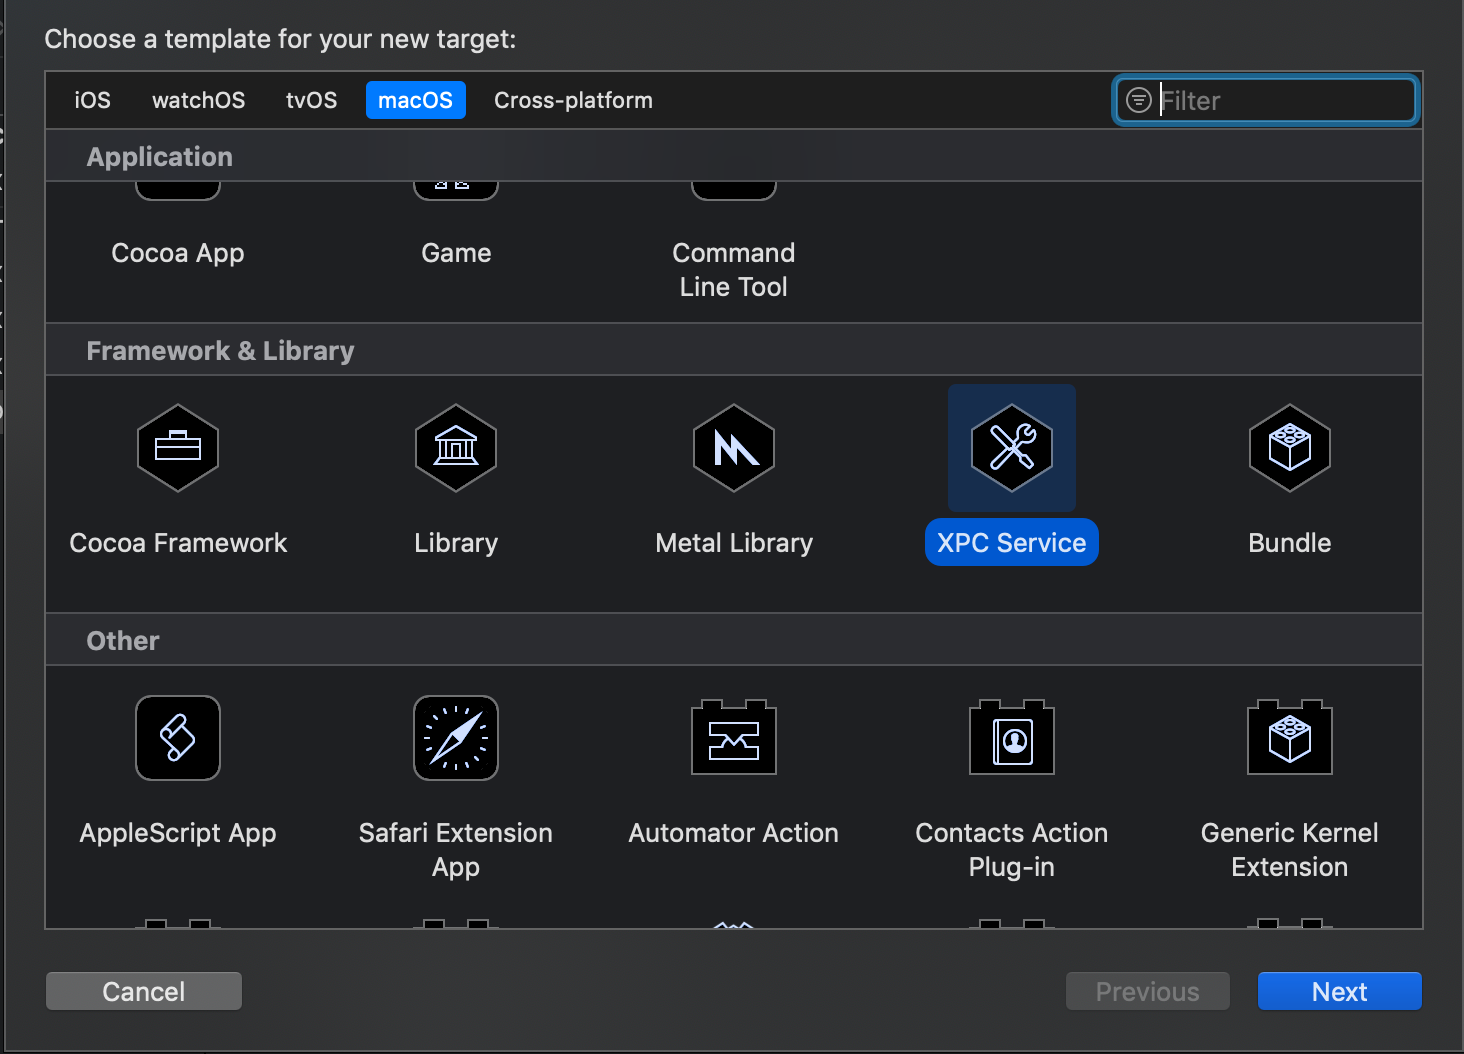 Choose a template for your new target:
iOS watchOS tvOS macOS Cross-platform Filter
Application
Cocoa App Game Command
Line Tool
Framework & Library
Cocoa Framework Library Metal Library XPC Service Bundle
Other
AppleScript App Safari Extension Automator Action Contacts Action Generic Kernel
App Plug-in Extension
Cancel Previous Next